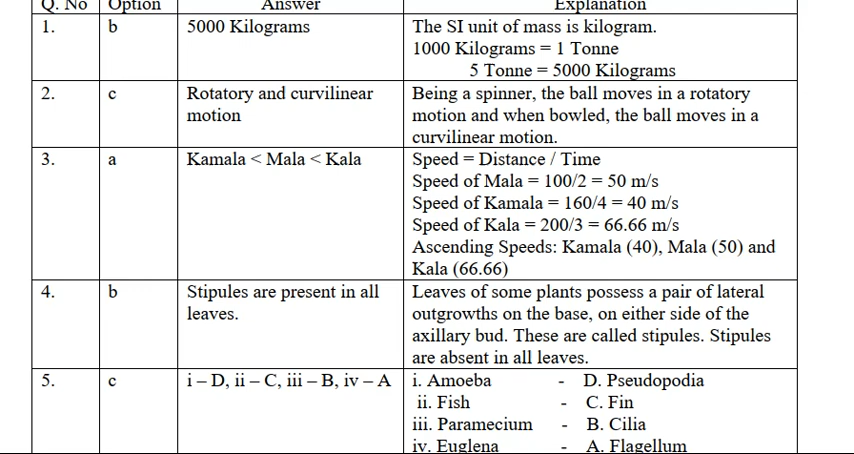 Q. No Option Answer Explanation
1. b 5000 Kilograms The SI unit of mass is kilogram.
1000 Kilograms = 1 Tonne
5 Tonne = 5000 Kilograms
2. c Rotatory and curvilinear Being a spinner, the ball moves in a rotatory
motion motion and when bowled, the ball moves in a
curvilinear motion.
3. a Kamala < Mala < Kala Speed = Distance / Time
Speed of Mala = 100/2 = 50 m/s
Speed of Kamala = 160/4 = 40 m/s
Speed of Kala = 200/3 = 66.66 m/s
Ascending Speeds: Kamala (40), Mala (50) and
Kala (66.66)
4. b Stipules are present in all Leaves of some plants possess a pair of lateral
leaves. outgrowths on the base, on either side of the
axillary bud. These are called stipules. Stipules
are absent in all leaves.
5. c i – D, ii – C, iii – B, iv – A i. Amoeba - D. Pseudopodia
ii. Fish - C. Fin
iii. Paramecium - B. Cilia
iv. Euglena - A. Flagellum